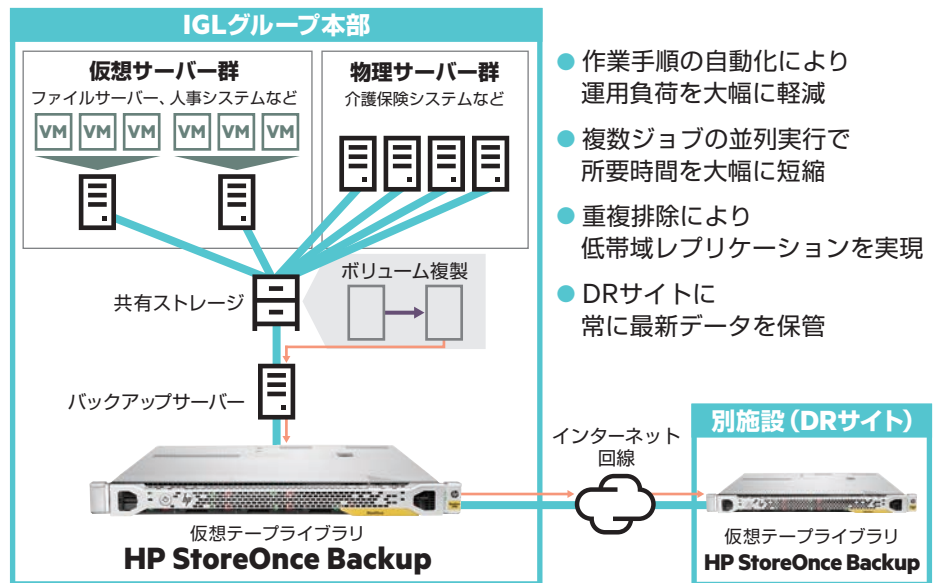 IGLグループ本部
仮想サーバー群
ファイルサーバー、人事システムなど
VM VM VM VM VM VM
物理サーバー群
介護保険システムなど
共有ストレージ
ボリューム複製
バックアップサーバー
仮想テープライブラリ
HP StoreOnce Backup
インターネット
回線
別施設（DRサイト）
仮想テープライブラリ
HP StoreOnce Backup
● 作業手順の自動化により
運用負荷を大幅に軽減
● 複数ジョブの並列実行で
所要時間を大幅に短縮
● 重複排除により
低帯域レプリケーションを実現
● DRサイトに
常に最新データを保管